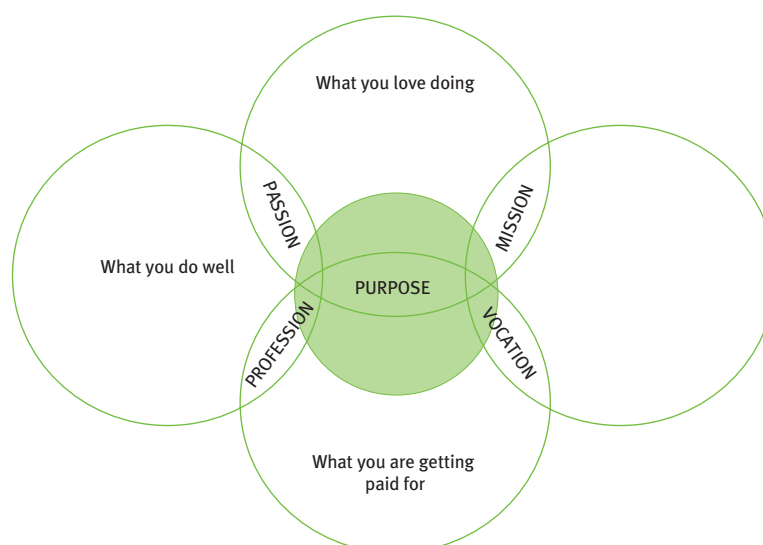 What you love doing
PASSION
MISSION
What you do well
PURPOSE
PROFESSION
VOCATION
What you are getting
paid for